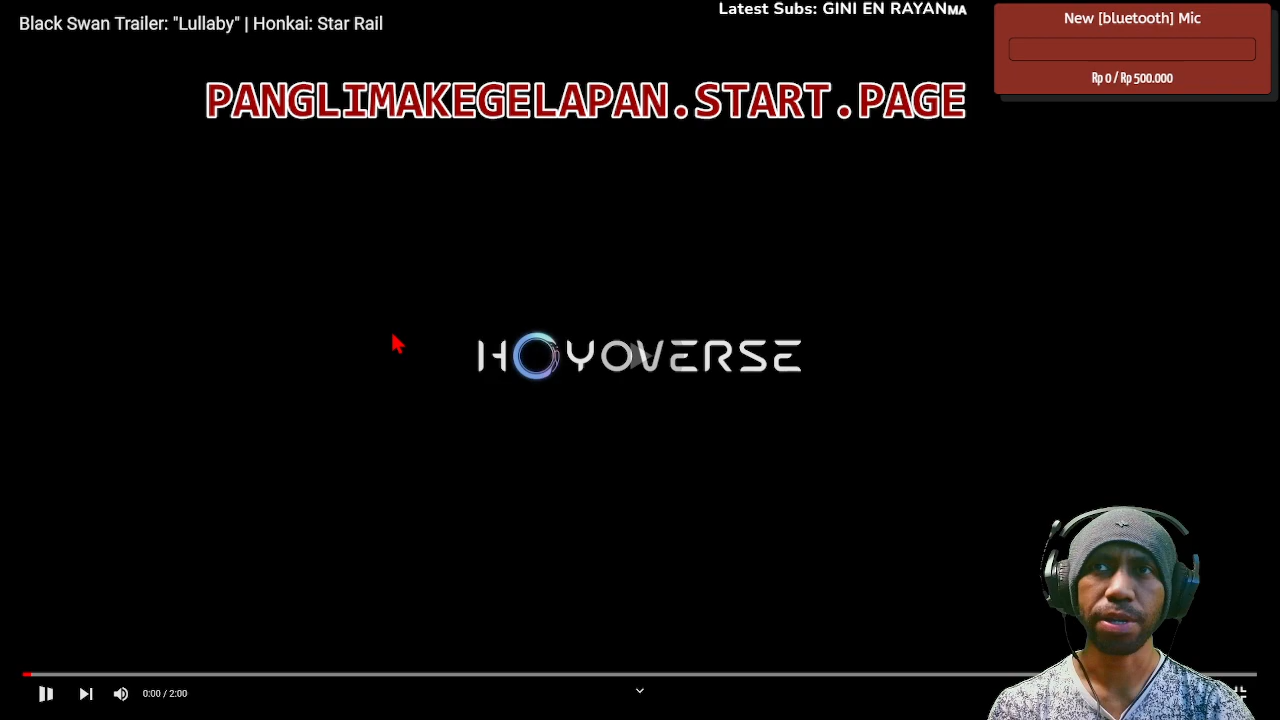 Black Swan Trailer: "Lullaby" | Honkai: Star Rail
Latest Subs: GINI EN RAYANᴍᴀ
New [bluetooth] Mic
Rp 0 / Rp 500.000
PANGLIMAKEGELAPAN.START.PAGE
HOYOVERSE
0:00 / 2:00